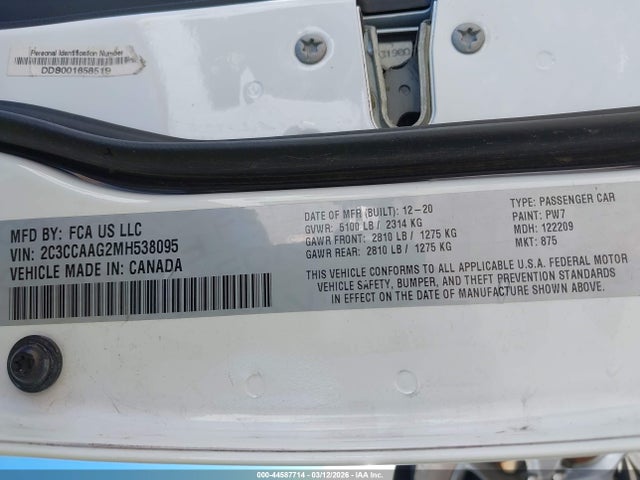 Personal Identification Number
DD8001658519
MFD BY: FCA US LLC
VIN: 2C3CCAAG2MH538095
VEHICLE MADE IN: CANADA
DATE OF MFR (BUILT): 12-20
GVWR: 5100 LB / 2314 KG
GAWR FRONT: 2810 LB / 1275 KG
GAWR REAR: 2810 LB / 1275 KG
TYPE: PASSENGER CAR
PAINT: PW7
MDH: 122209
MKT: 875
THIS VEHICLE CONFORMS TO ALL APPLICABLE U.S.A. FEDERAL MOTOR
VEHICLE SAFETY, BUMPER, AND THEFT PREVENTION STANDARDS
IN EFFECT ON THE DATE OF MANUFACTURE SHOWN ABOVE.
000-44587714 - 03/12/2026 - IAA Inc.